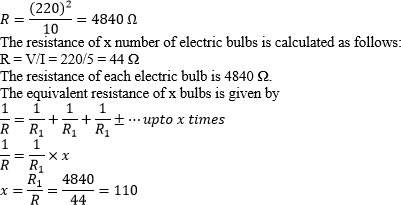 R = (220)² / 10 = 4840 Ω
The resistance of x number of electric bulbs is calculated as follows:
R = V/I = 220/5 = 44 Ω
The resistance of each electric bulb is 4840 Ω.
The equivalent resistance of x bulbs is given by
1/R = 1/R₁ + 1/R₁ + 1/R₁ ± ⋯ upto x times
1/R = 1/R₁ × x
x = R₁/R = 4840/44 = 110